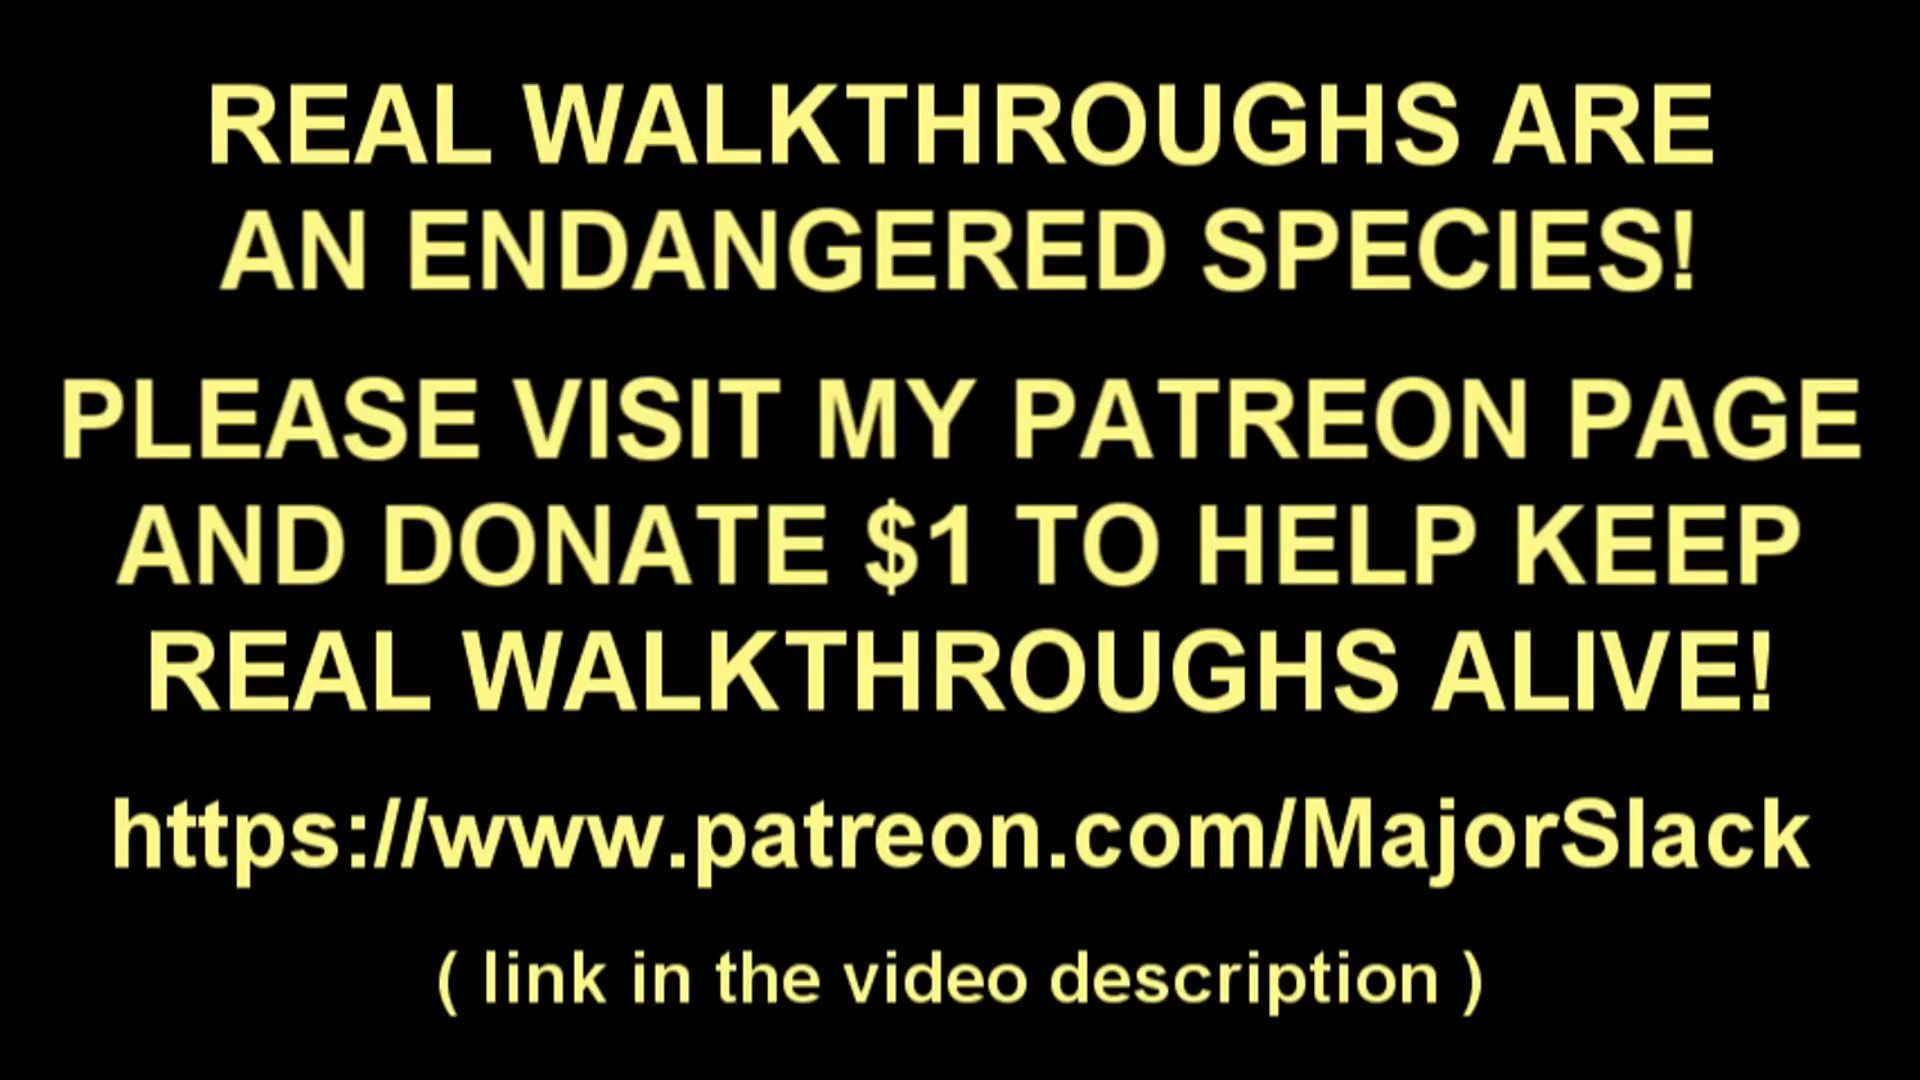 REAL WALKTHROUGHS ARE
AN ENDANGERED SPECIES!
PLEASE VISIT MY PATREON PAGE
AND DONATE $1 TO HELP KEEP
REAL WALKTHROUGHS ALIVE!
https://www.patreon.com/MajorSlack
( link in the video description )